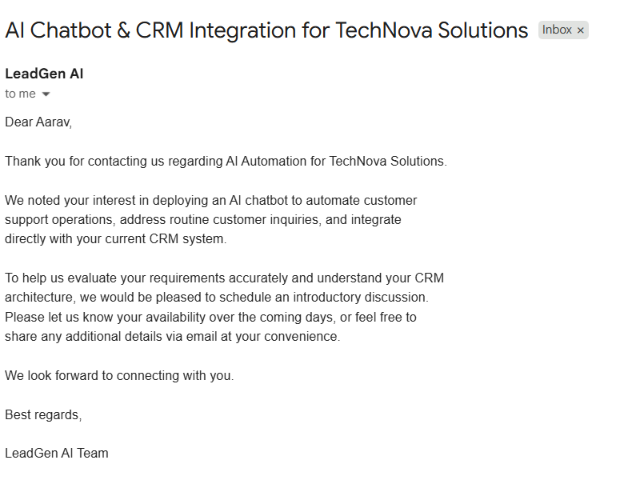 AI Chatbot & CRM Integration for TechNova Solutions Inbox ×
LeadGen AI
to me
Dear Aarav,
Thank you for contacting us regarding AI Automation for TechNova Solutions.
We noted your interest in deploying an AI chatbot to automate customer
support operations, address routine customer inquiries, and integrate
directly with your current CRM system.
To help us evaluate your requirements accurately and understand your CRM
architecture, we would be pleased to schedule an introductory discussion.
Please let us know your availability over the coming days, or feel free to
share any additional details via email at your convenience.
We look forward to connecting with you.
Best regards,
LeadGen AI Team